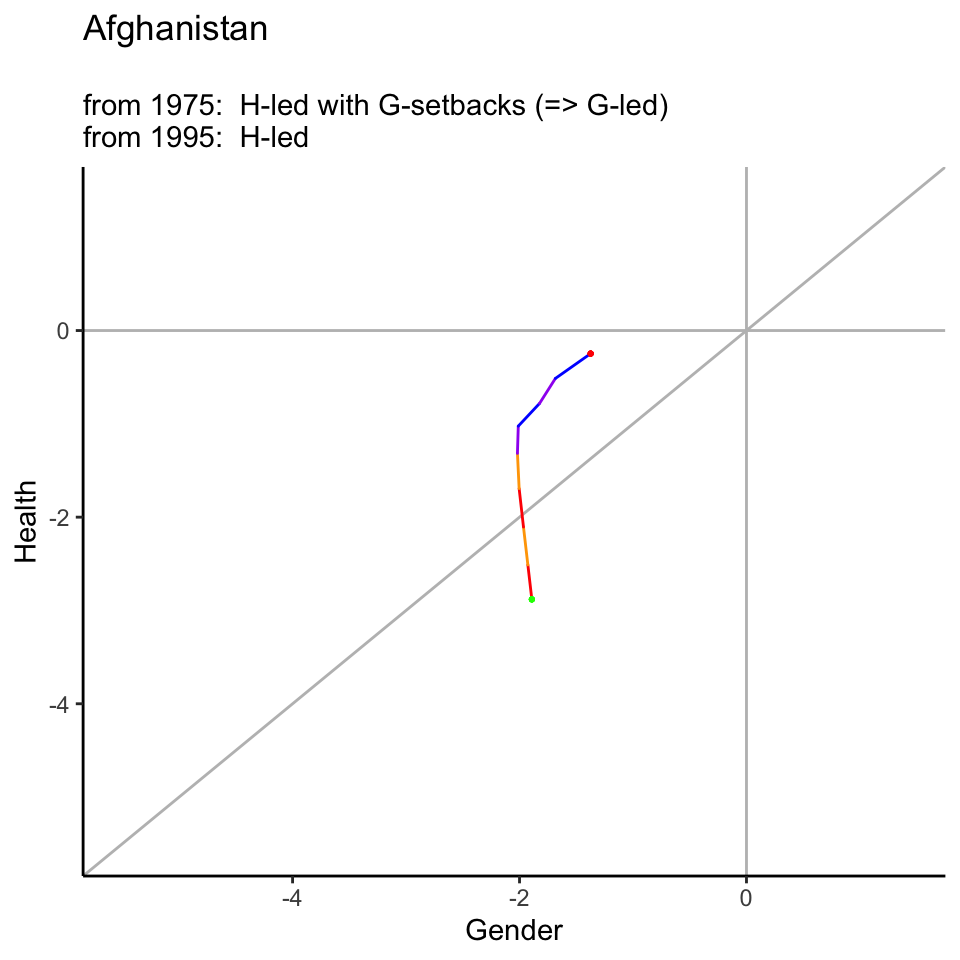 Afghanistan
from 1975:  H-led with G-setbacks (=> G-led)
from 1995:  H-led
Health
0
-2
-4
-4
-2
0
Gender